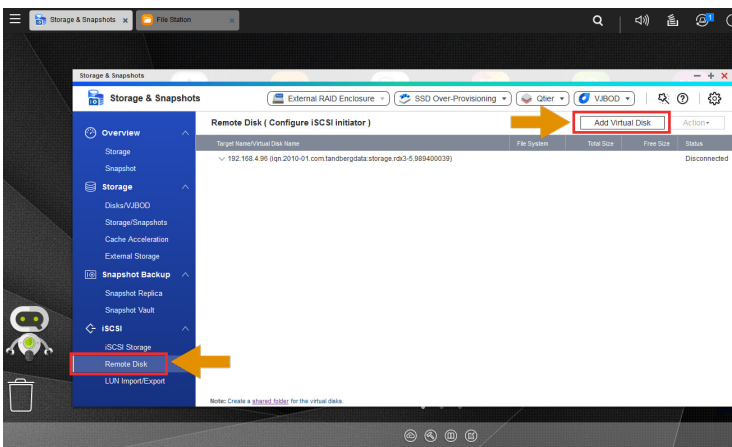 Storage & Snapshots x
File Station x
1
Storage & Snapshots
Storage & Snapshots
External RAID Enclosure
SSD Over-Provisioning
Qtier
VJBOD
Overview
Storage
Snapshot
Storage
Disks/VJBOD
Storage/Snapshots
Cache Acceleration
External Storage
Snapshot Backup
Snapshot Replica
Snapshot Vault
iSCSI
iSCSI Storage
Remote Disk
LUN Import/Export
Remote Disk ( Configure iSCSI initiator )
Add Virtual Disk
Action
Target Name/Virtual Disk Name File System Total Size Free Size Status
192.168.4.96 (iqn.2010-01.com.tandbergdata:storage.rdx3-5.989400039) Disconnected
Note: Create a shared folder for the virtual disks.